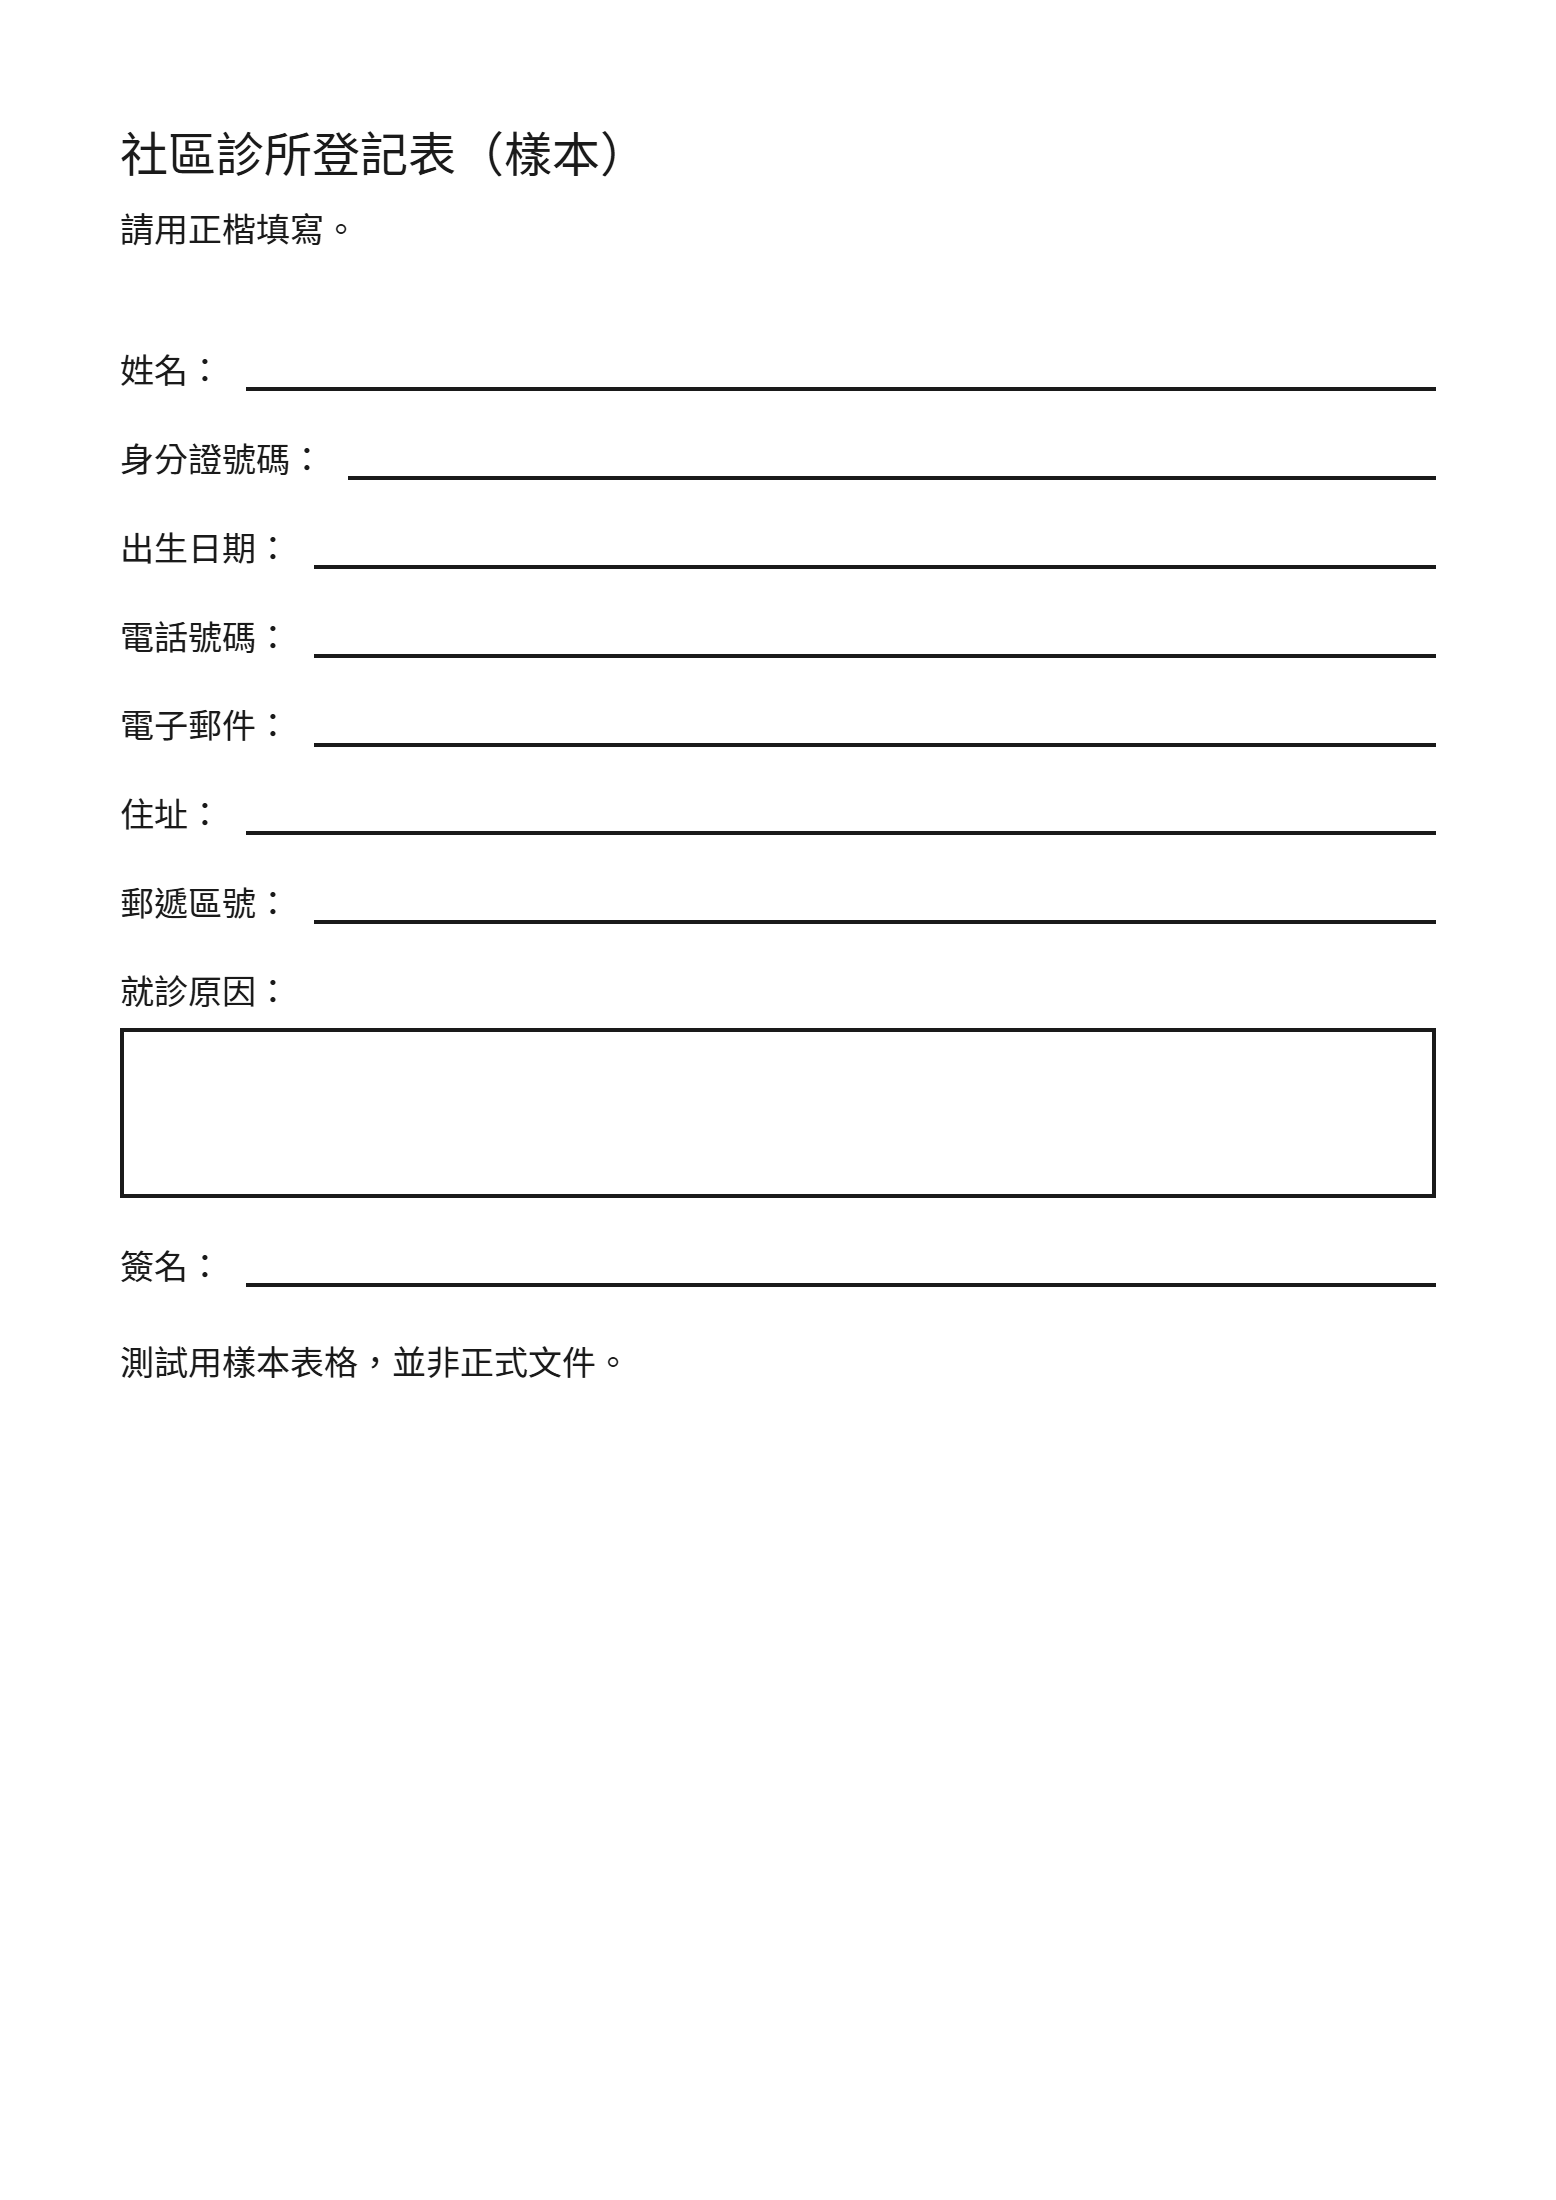 社區診所登記表（樣本）
請用正楷填寫。
姓名：
身分證號碼：
出生日期：
電話號碼：
電子郵件：
住址：
郵遞區號：
就診原因：
簽名：
測試用樣本表格，並非正式文件。